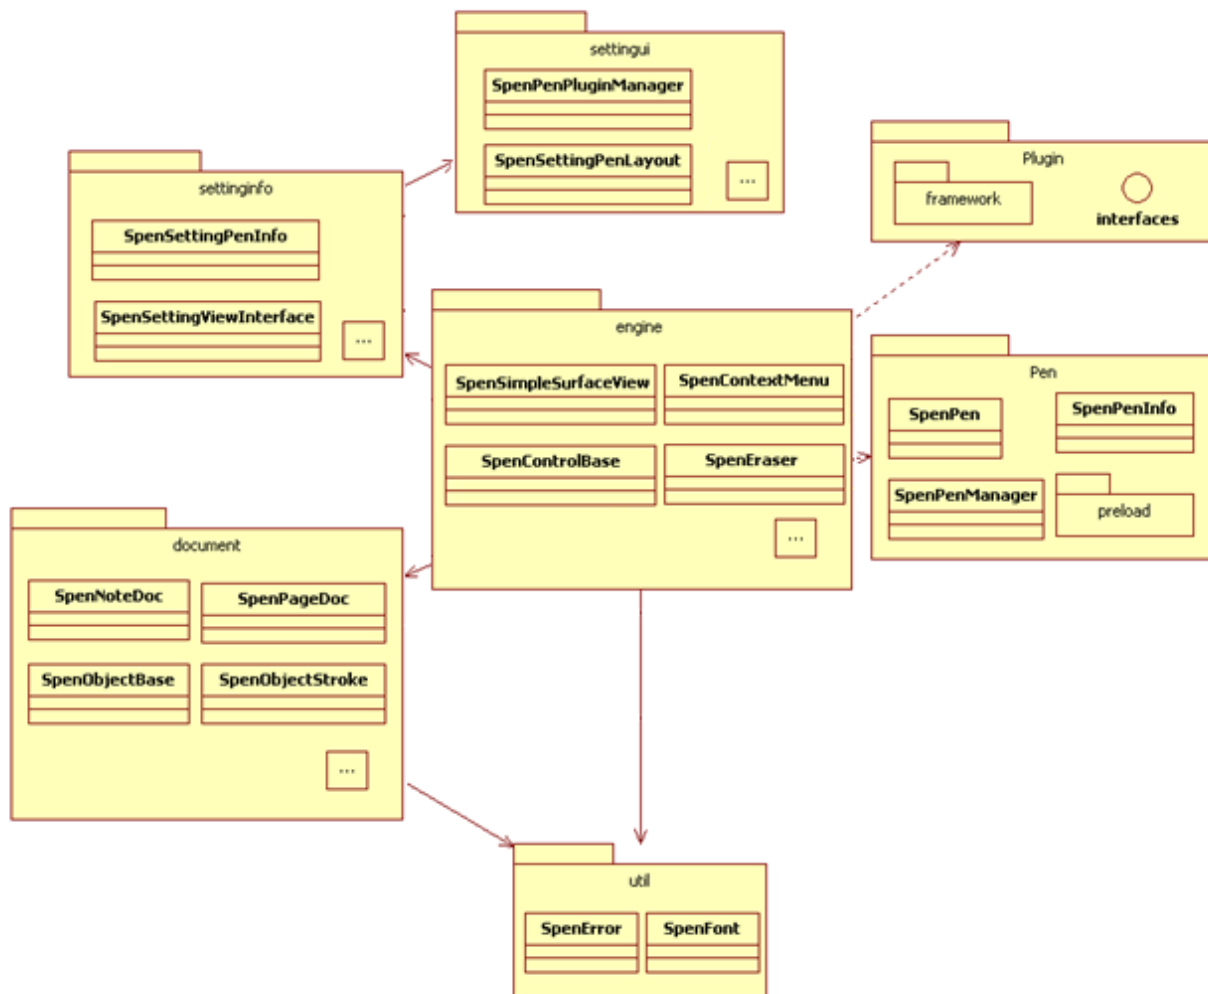 settingui
SpenPenPluginManager
SpenSettingPenLayout
...
settinginfo
SpenSettingPenInfo
SpenSettingViewInterface
...
Plugin
framework
interfaces
engine
SpenSimpleSurfaceView
SpenContextMenu
SpenControlBase
SpenEraser
...
Pen
SpenPen
SpenPenInfo
SpenPenManager
preload
document
SpenNoteDoc
SpenPageDoc
SpenObjectBase
SpenObjectStroke
...
util
SpenError
SpenFont